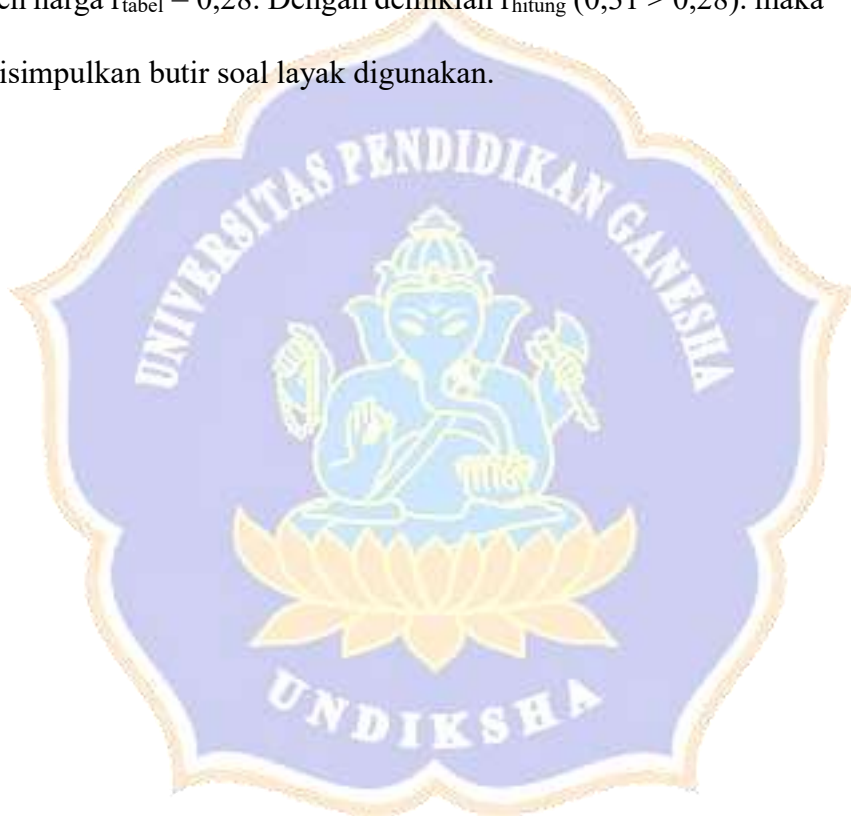 harga rtabel = 0,28. Dengan demikian rhitung (0,51 > 0,28). maka
isimpulkan butir soal layak digunakan.
UNIVERSITAS PENDIDIKAN GANESHA
UNDIKSHA